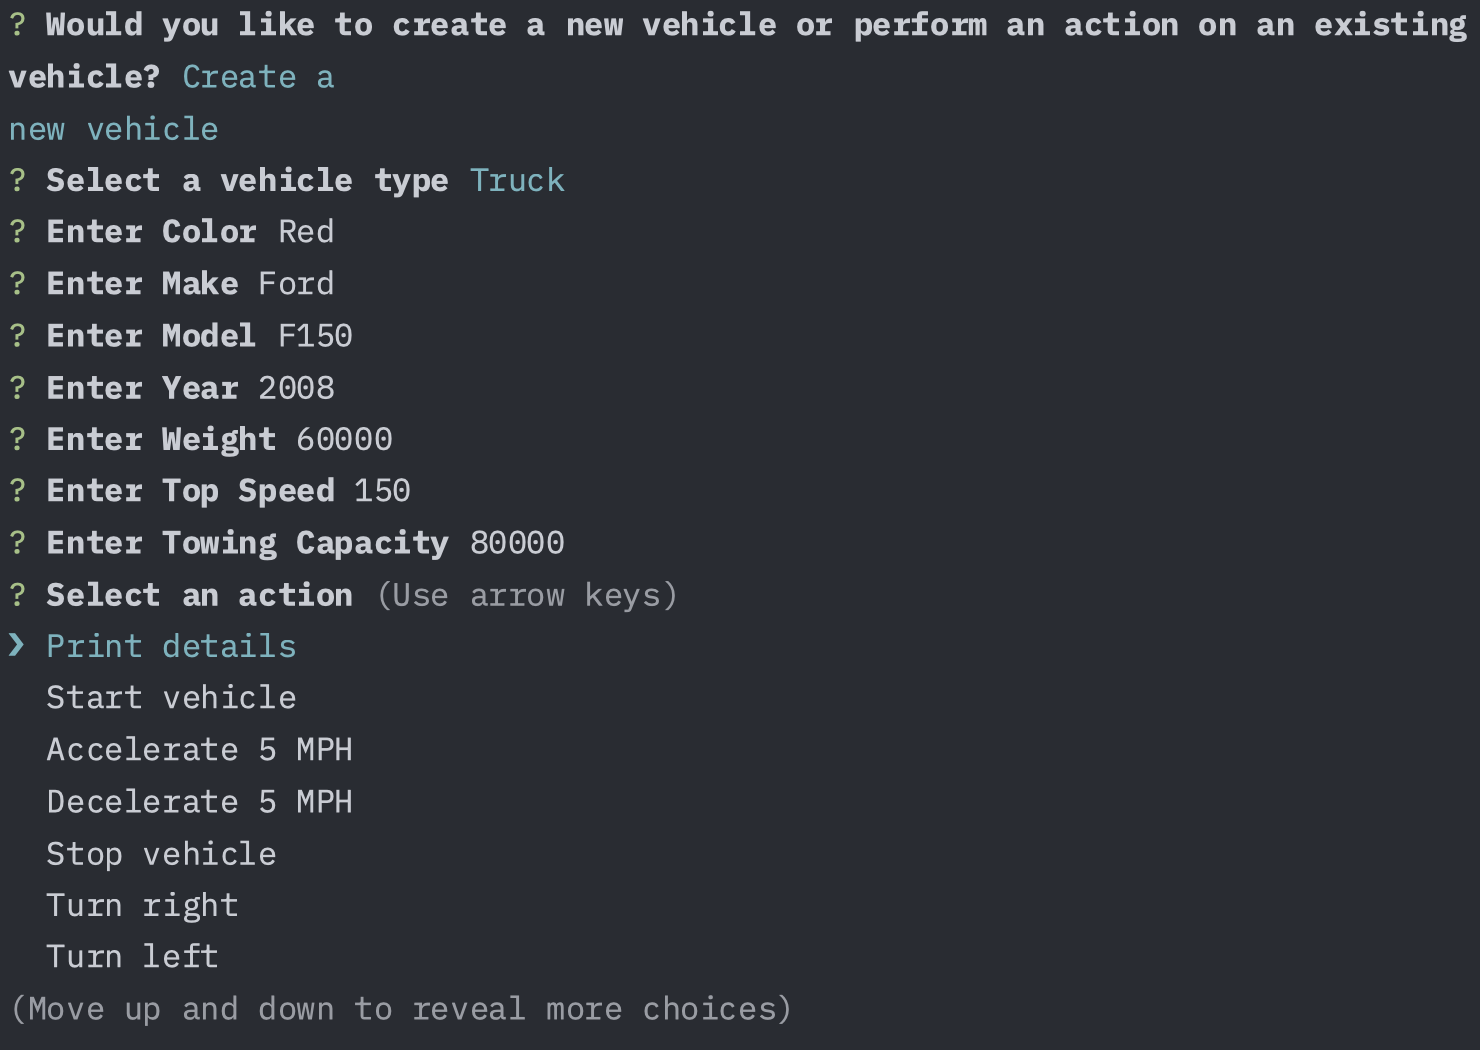 ? Would you like to create a new vehicle or perform an action on an existing
vehicle? Create a
new vehicle
? Select a vehicle type Truck
? Enter Color Red
? Enter Make Ford
? Enter Model F150
? Enter Year 2008
? Enter Weight 60000
? Enter Top Speed 150
? Enter Towing Capacity 80000
? Select an action (Use arrow keys)
❯ Print details
  Start vehicle
  Accelerate 5 MPH
  Decelerate 5 MPH
  Stop vehicle
  Turn right
  Turn left
(Move up and down to reveal more choices)